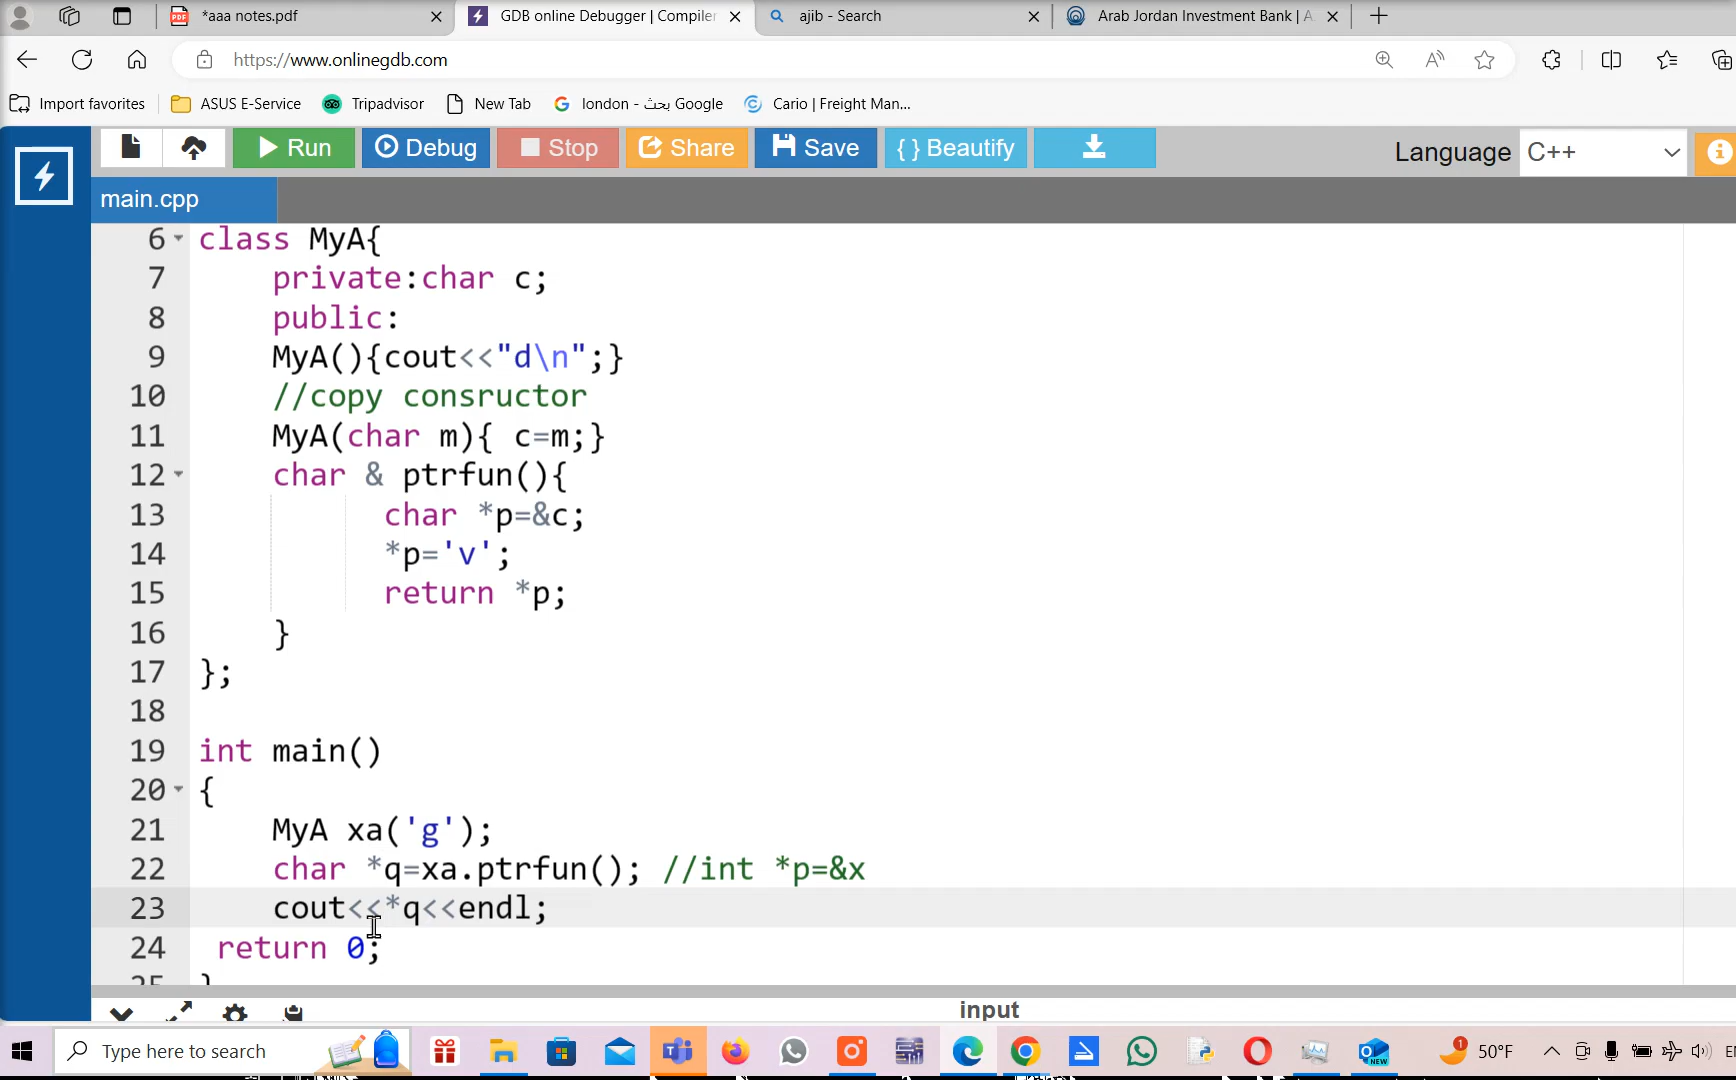 *aaa notes.pdf
GDB online Debugger | Compiler
ajib - Search
Arab Jordan Investment Bank | A
https://www.onlinegdb.com
Import favorites
ASUS E-Service
Tripadvisor
New Tab
london - بحث Google
Cario | Freight Man...
Run
Debug
Stop
Share
Save
{ } Beautify
Language
C++
main.cpp
6 class MyA{
7 private:char c;
8 public:
9 MyA(){cout<<"d\n";}
10 //copy consructor
11 MyA(char m){ c=m;}
12 char & ptrfun(){
13 char *p=&c;
14 *p='v';
15 return *p;
16 }
17 };
18
19 int main()
20 {
21 MyA xa('g');
22 char *q=xa.ptrfun(); //int *p=&x
23 cout<<*q<<endl;
24 return 0;
25 }
input
Type here to search
1
NEW
50°F